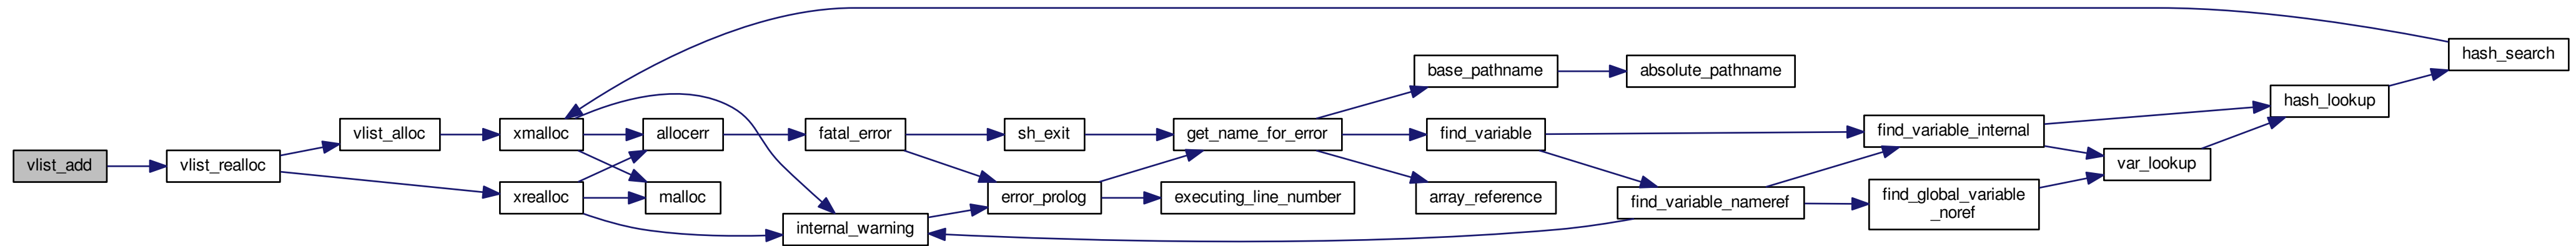 vlist_add
vlist_realloc
vlist_alloc
xrealloc
xmalloc
allocerr
malloc
internal_warning
fatal_error
sh_exit
error_prolog
get_name_for_error
executing_line_number
base_pathname
find_variable
array_reference
absolute_pathname
find_variable_nameref
find_variable_internal
find_global_variable
_noref
var_lookup
hash_lookup
hash_search